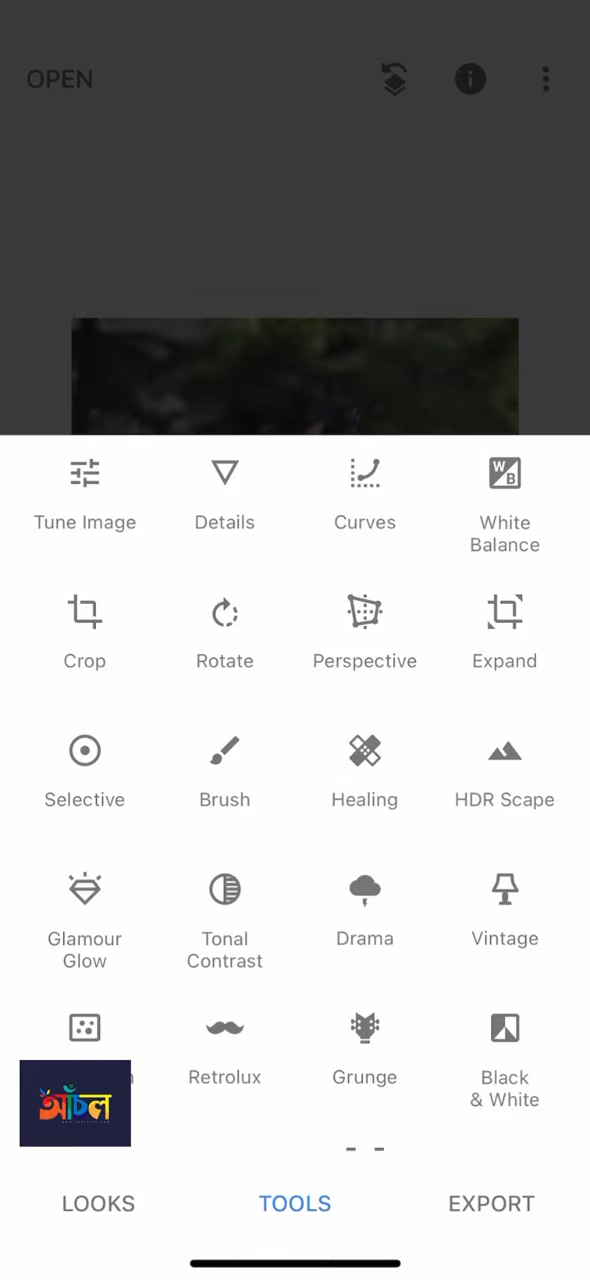 OPEN
Tune Image
Details
Curves
White
Balance
Crop
Rotate
Perspective
Expand
Selective
Brush
Healing
HDR Scape
Glamour
Glow
Tonal
Contrast
Drama
Vintage
Retrolux
Grunge
Black
& White
আঁচল
LOOKS
TOOLS
EXPORT